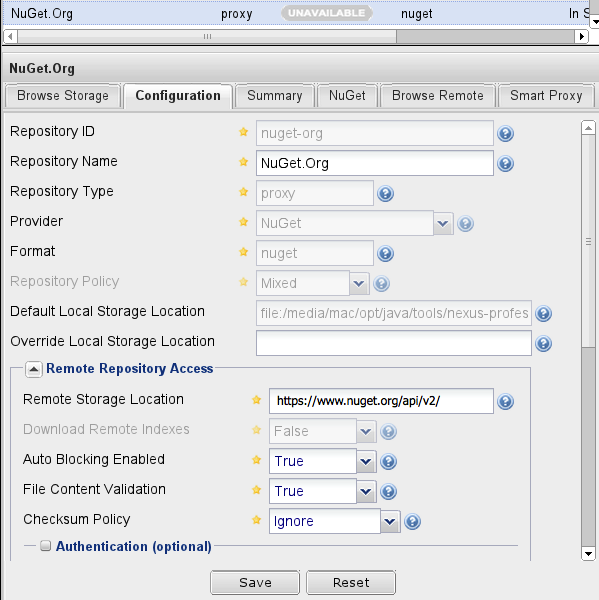 NuGet.Org proxy UNAVAILABLE nuget In S
NuGet.Org
Browse Storage Configuration Summary NuGet Browse Remote Smart Proxy
Repository ID nuget-org
Repository Name NuGet.Org
Repository Type proxy
Provider NuGet
Format nuget
Repository Policy Mixed
Default Local Storage Location file:/media/mac/opt/java/tools/nexus-profes
Override Local Storage Location
Remote Repository Access
Remote Storage Location https://www.nuget.org/api/v2/
Download Remote Indexes False
Auto Blocking Enabled True
File Content Validation True
Checksum Policy Ignore
Authentication (optional)
Save Reset